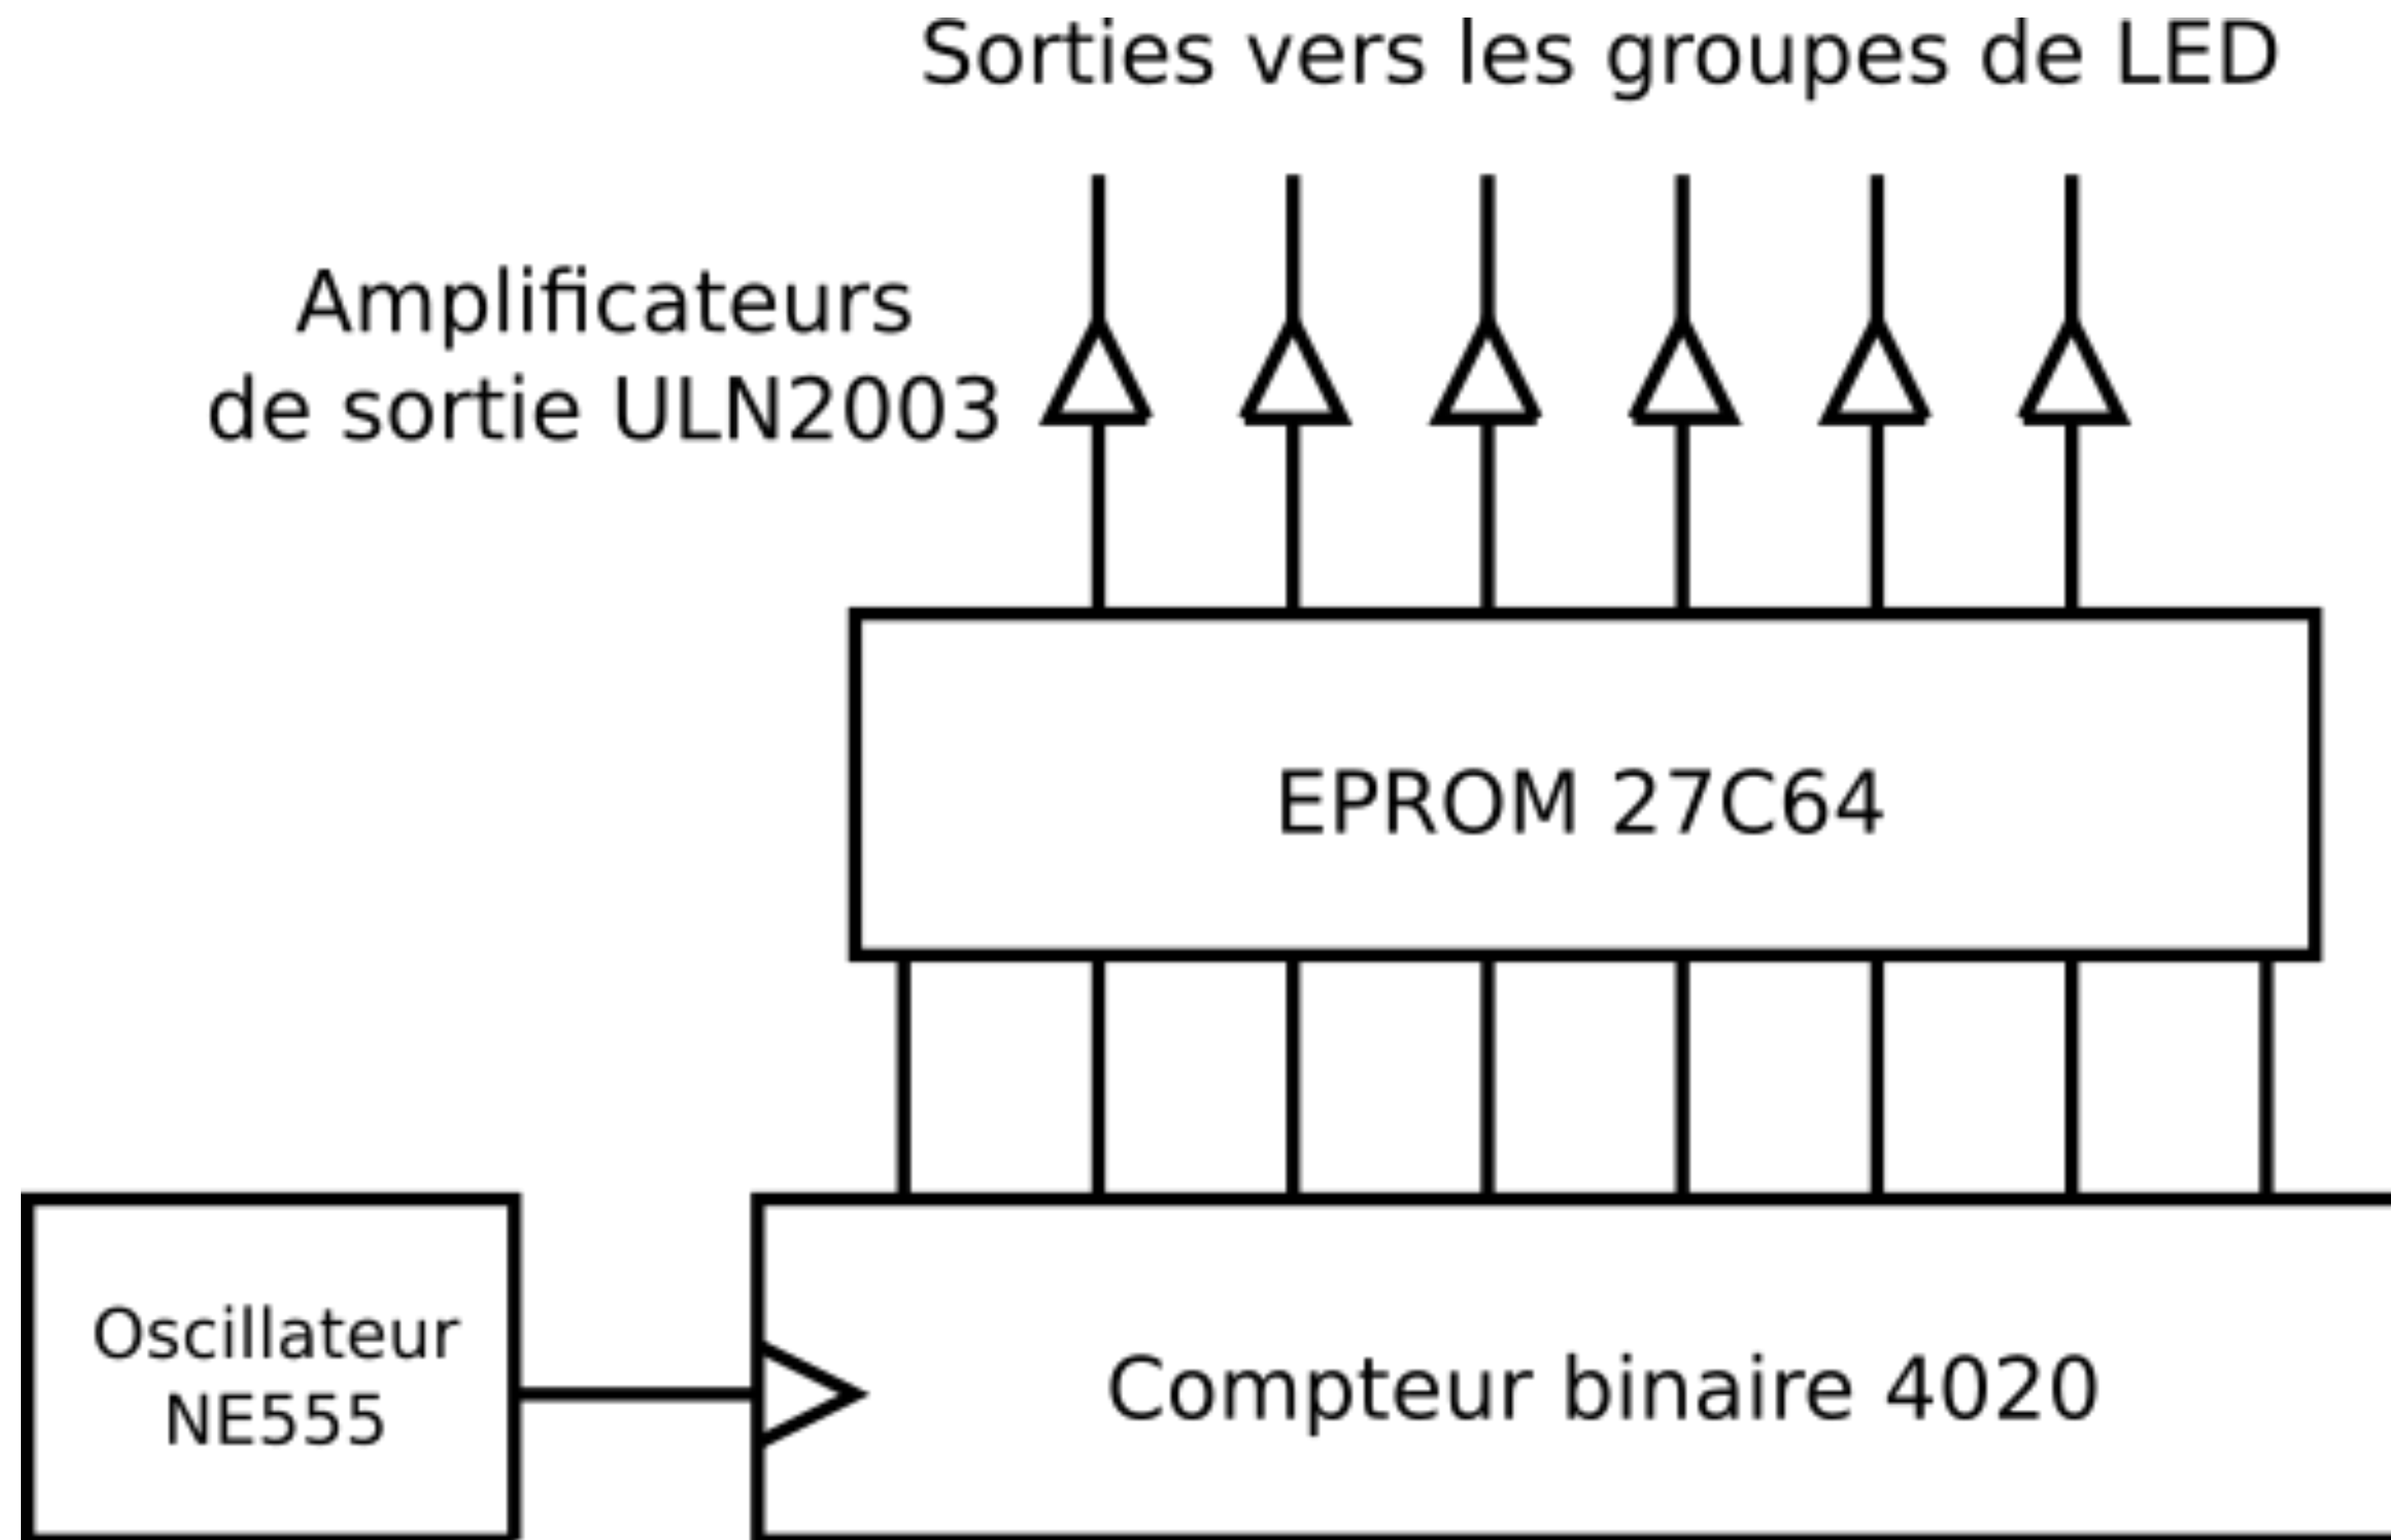 Sorties vers les groupes de LED
Amplificateurs
de sortie ULN2003
EPROM 27C64
Oscillateur
NE555
Compteur binaire 4020